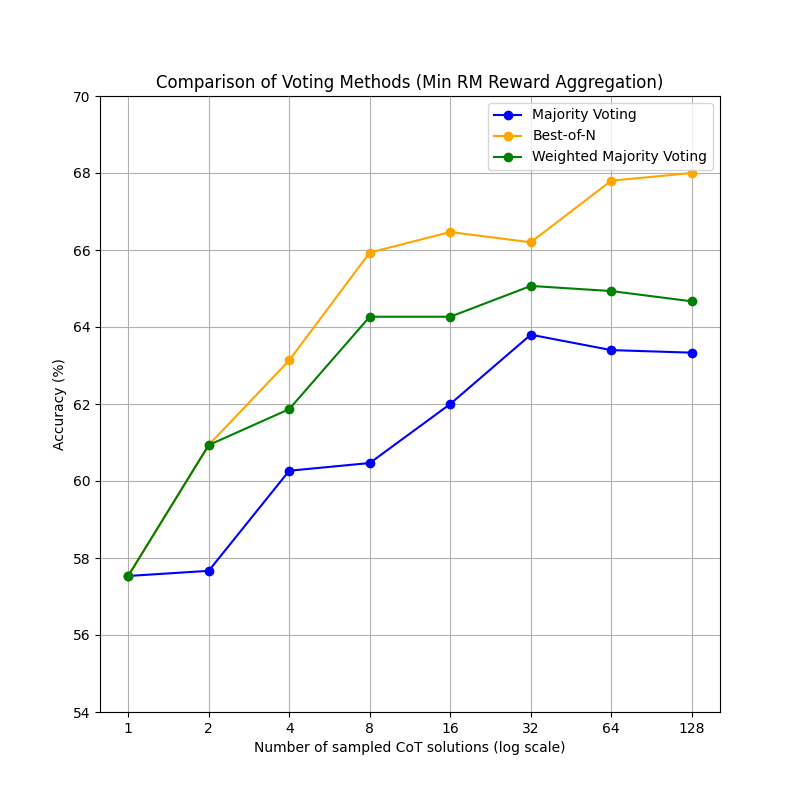 Comparison of Voting Methods (Min RM Reward Aggregation)
Majority Voting
Best-of-N
Weighted Majority Voting
Accuracy (%)
70
68
66
64
62
60
58
56
54
1 2 4 8 16 32 64 128
Number of sampled CoT solutions (log scale)